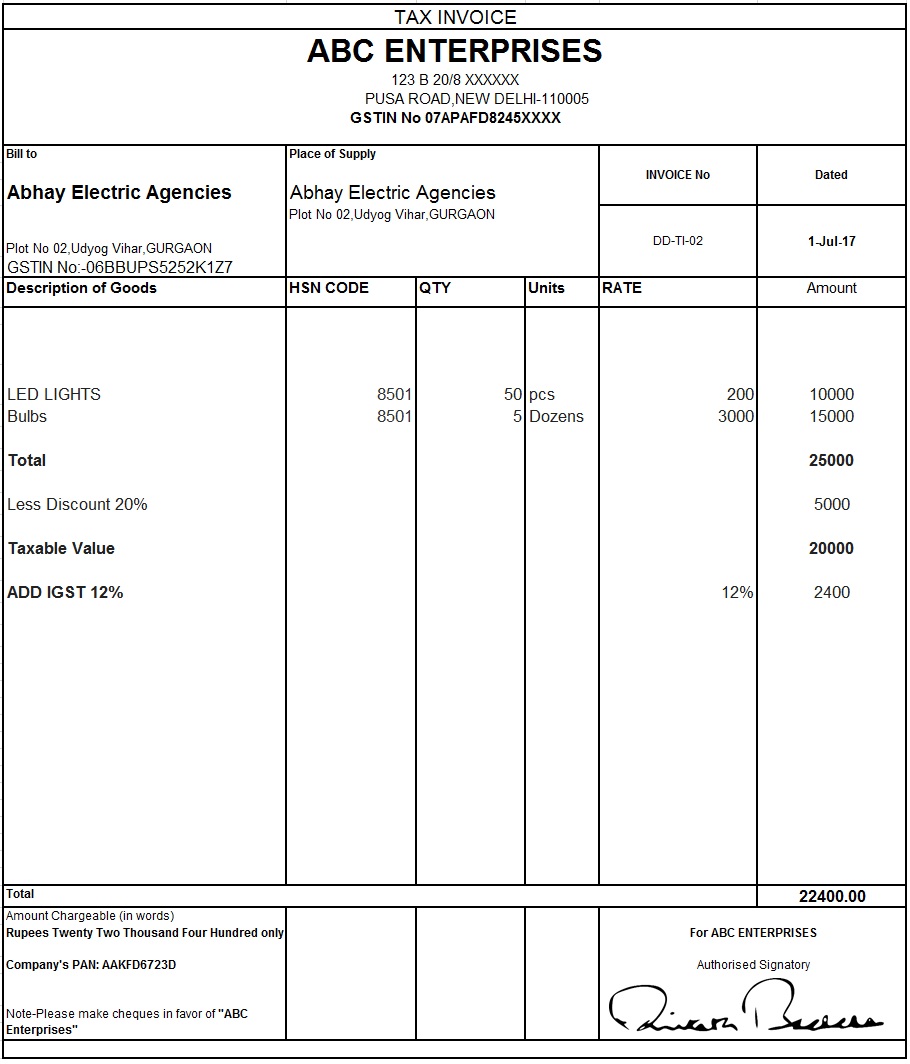 TAX INVOICE
ABC ENTERPRISES
123 B 20/8 XXXXXX
PUSA ROAD,NEW DELHI-110005
GSTIN No 07APAFD8245XXXX
Bill to
Abhay Electric Agencies
Plot No 02,Udyog Vihar,GURGAON
GSTIN No:-06BBUPS5252K1Z7
Place of Supply
Abhay Electric Agencies
Plot No 02,Udyog Vihar,GURGAON
INVOICE No
Dated
DD-TI-02
1-Jul-17
Description of Goods HSN CODE QTY Units RATE Amount
LED LIGHTS 8501 50 pcs 200 10000
Bulbs 8501 5 Dozens 3000 15000
Total 25000
Less Discount 20% 5000
Taxable Value 20000
ADD IGST 12% 12% 2400
Total 22400.00
Amount Chargeable (in words)
Rupees Twenty Two Thousand Four Hundred only
Company's PAN: AAKFD6723D
Note-Please make cheques in favor of "ABC
Enterprises"
For ABC ENTERPRISES
Authorised Signatory